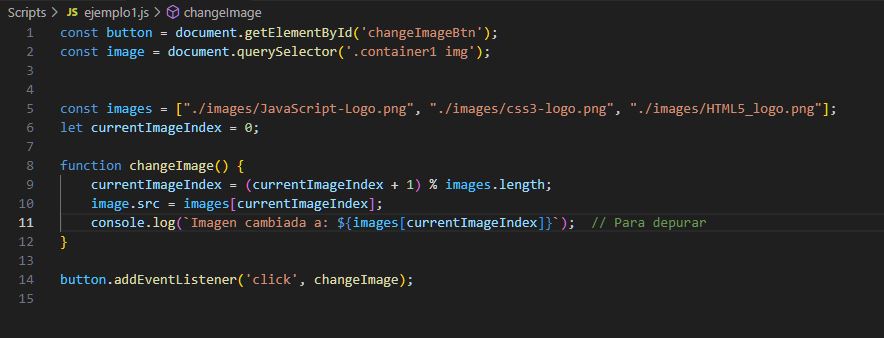 Scripts > JS ejemplo1.js > changeImage
1 const button = document.getElementById('changeImageBtn');
2 const image = document.querySelector('.container1 img');
3
4
5 const images = ["./images/JavaScript-Logo.png", "./images/css3-logo.png", "./images/HTML5_logo.png"];
6 let currentImageIndex = 0;
7
8 function changeImage() {
9     currentImageIndex = (currentImageIndex + 1) % images.length;
10     image.src = images[currentImageIndex];
11     console.log(`Imagen cambiada a: ${images[currentImageIndex]}`);  // Para depurar
12 }
13
14 button.addEventListener('click', changeImage);
15